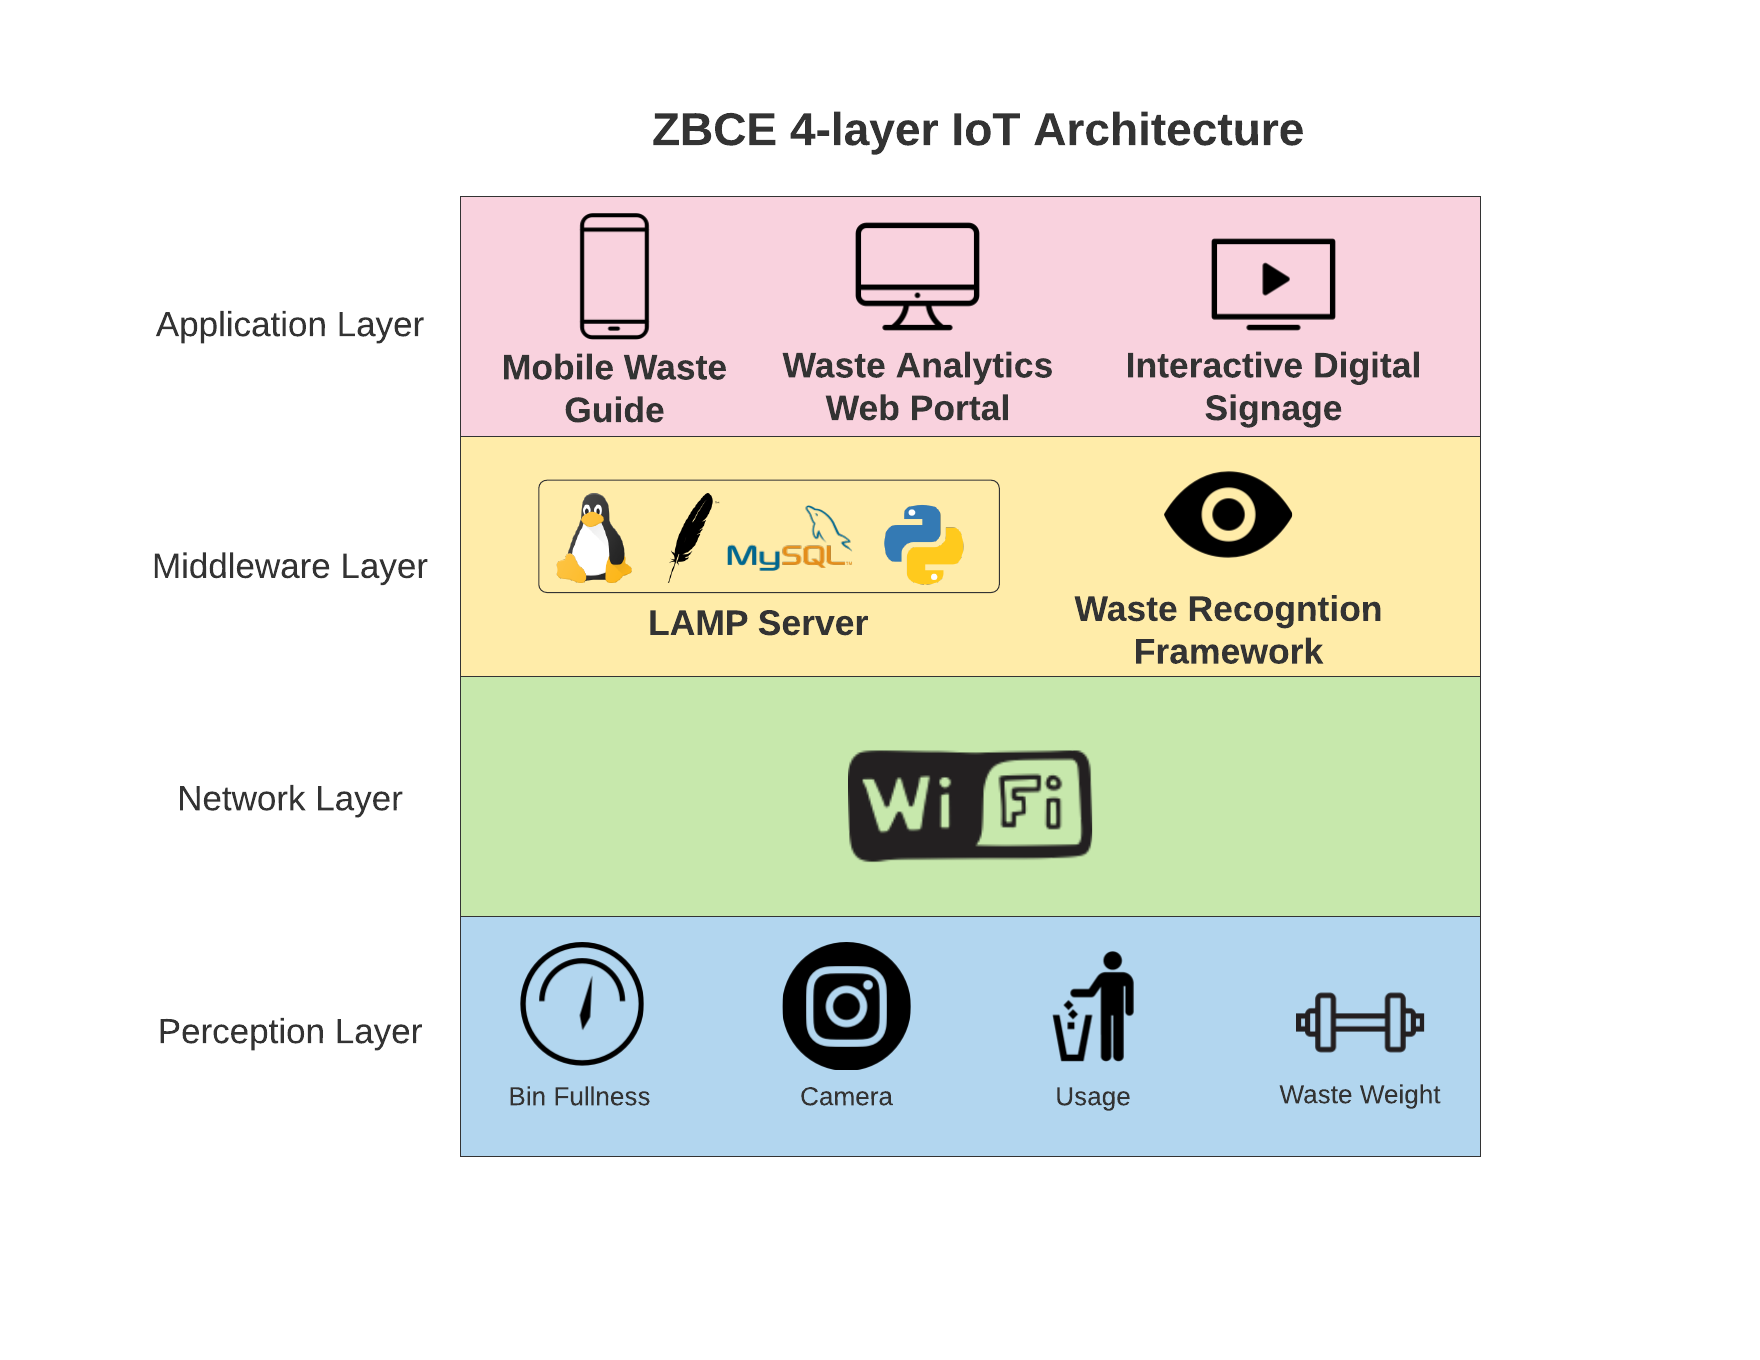 ZBCE 4-layer IoT Architecture
Application Layer
Mobile Waste
Guide
Waste Analytics
Web Portal
Interactive Digital
Signage
Middleware Layer
MySQL
LAMP Server
Waste Recogntion
Framework
Network Layer
Wi Fi
Perception Layer
Bin Fullness
Camera
Usage
Waste Weight